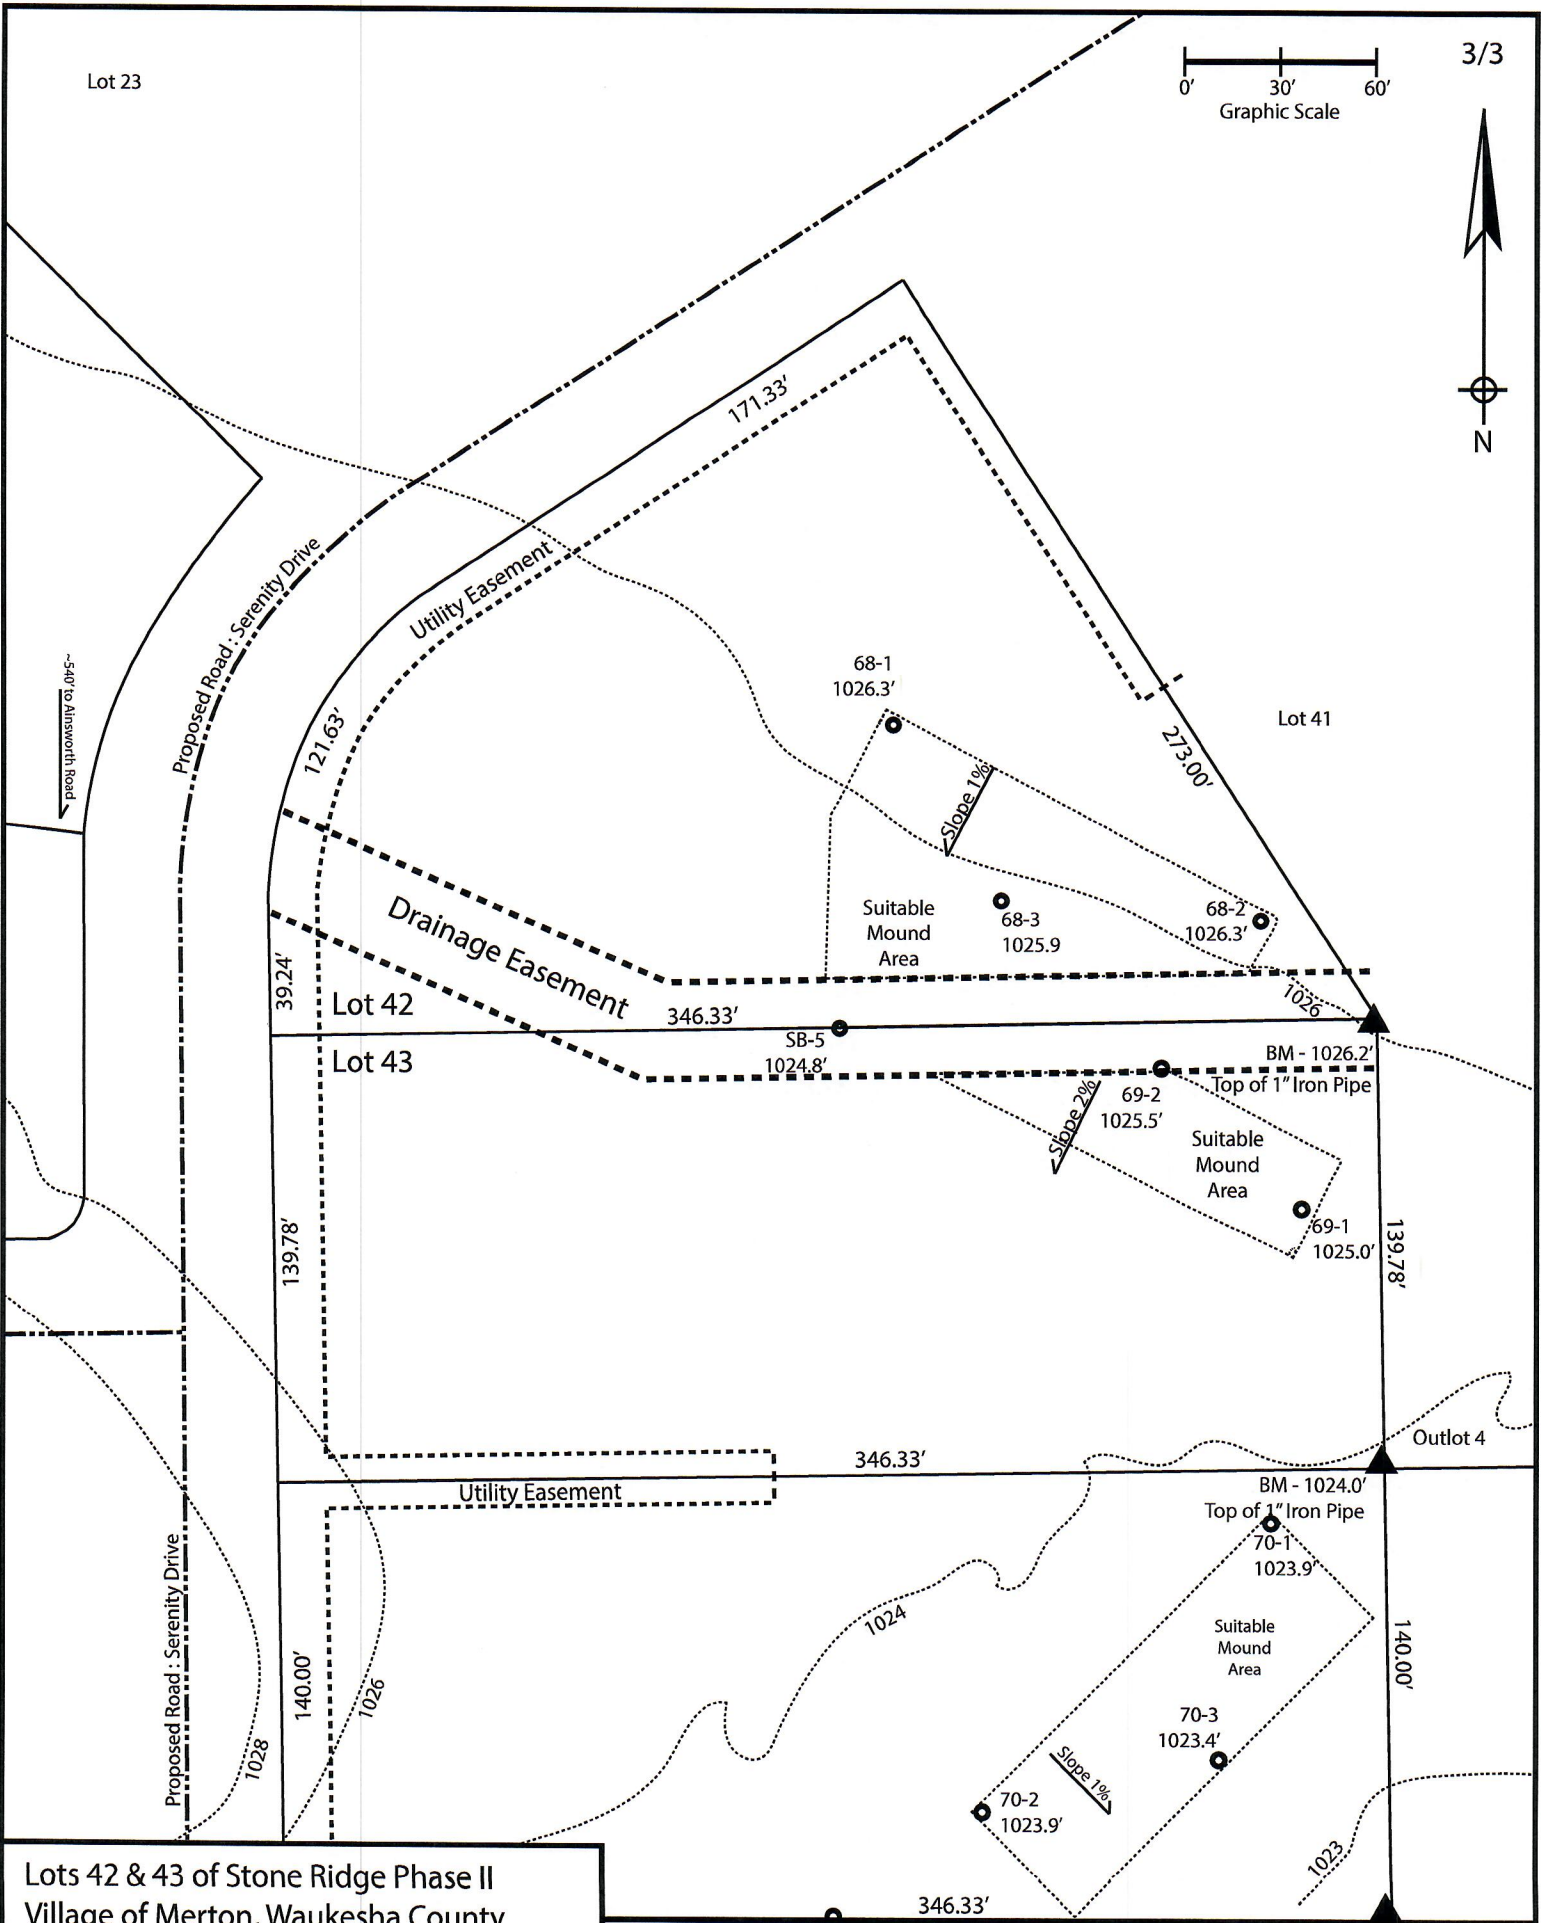 Lot 23
3/3
0' 30' 60'
Graphic Scale
N
171.33'
Utility Easement
Proposed Road : Serenity Drive
~540' to Ainsworth Road
121.63'
68-1
1026.3'
Lot 41
273.00'
Slope 1%
Drainage Easement
Suitable
Mound
Area
68-3
1025.9
68-2
1026.3'
39.24'
Lot 42
346.33'
1026
Lot 43
SB-5
1024.8'
BM - 1026.2'
Top of 1" Iron Pipe
69-2
1025.5'
Slope 2%
Suitable
Mound
Area
69-1
1025.0'
139.78'
139.78'
Outlot 4
346.33'
Utility Easement
BM - 1024.0'
Top of 1" Iron Pipe
70-1
1023.9'
1024
Suitable
Mound
Area
140.00'
140.00'
1026
1028
Proposed Road : Serenity Drive
70-3
1023.4'
Slope 1%
70-2
1023.9'
1023
346.33'
Lots 42 & 43 of Stone Ridge Phase II
Village of Merton, Waukesha County